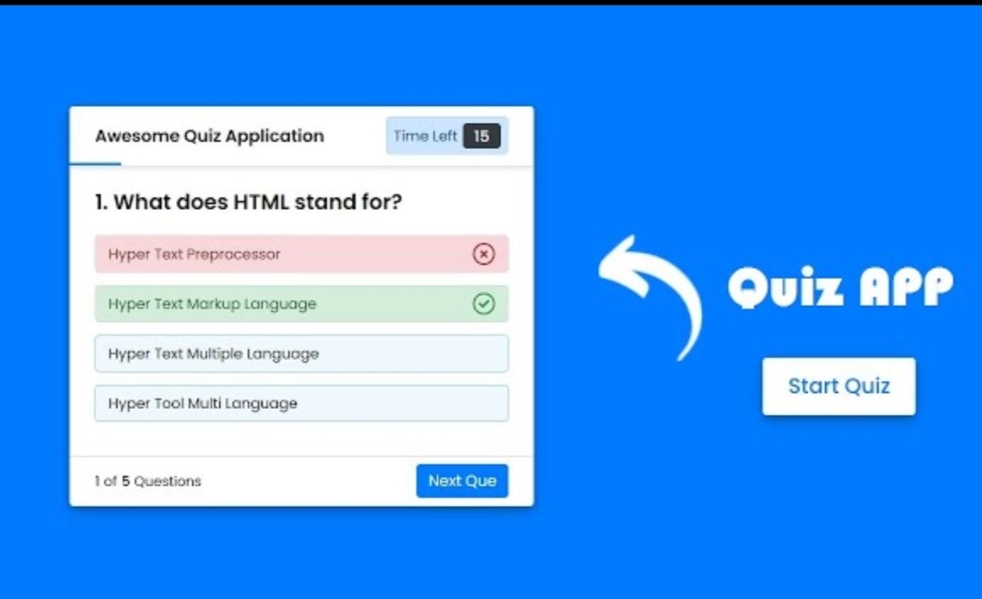 Awesome Quiz Application
Time Left 15
1. What does HTML stand for?
Hyper Text Preprocessor
Hyper Text Markup Language
Hyper Text Multiple Language
Hyper Tool Multi Language
1 of 5 Questions
Next Que
Quiz APP
Start Quiz